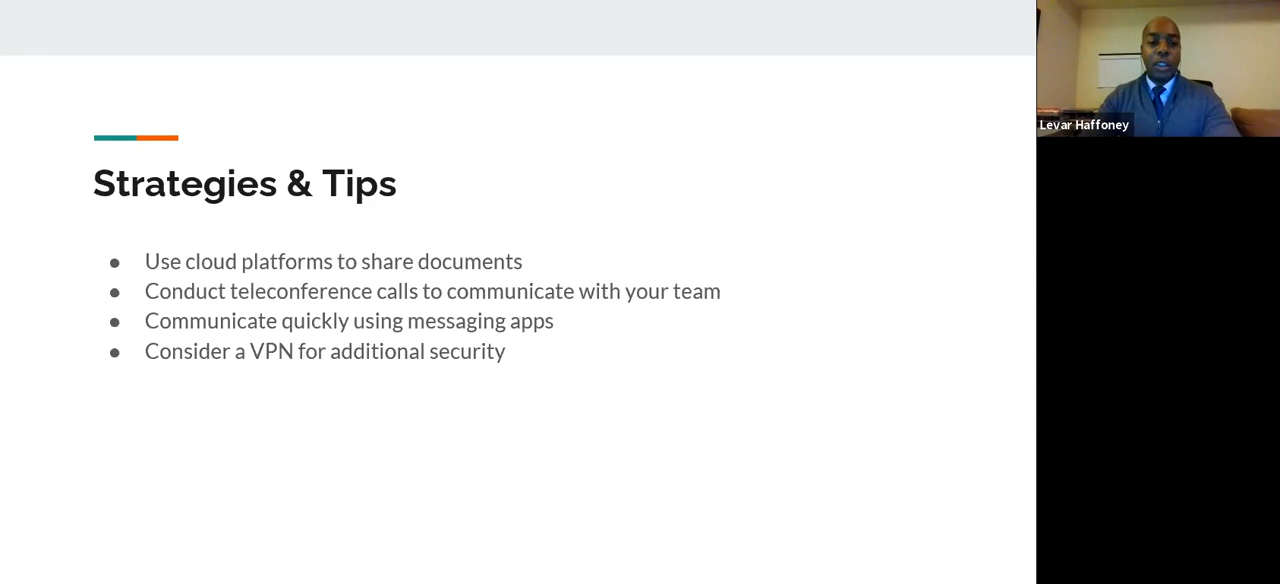 Strategies & Tips
● Use cloud platforms to share documents
● Conduct teleconference calls to communicate with your team
● Communicate quickly using messaging apps
● Consider a VPN for additional security
Levar Haffoney